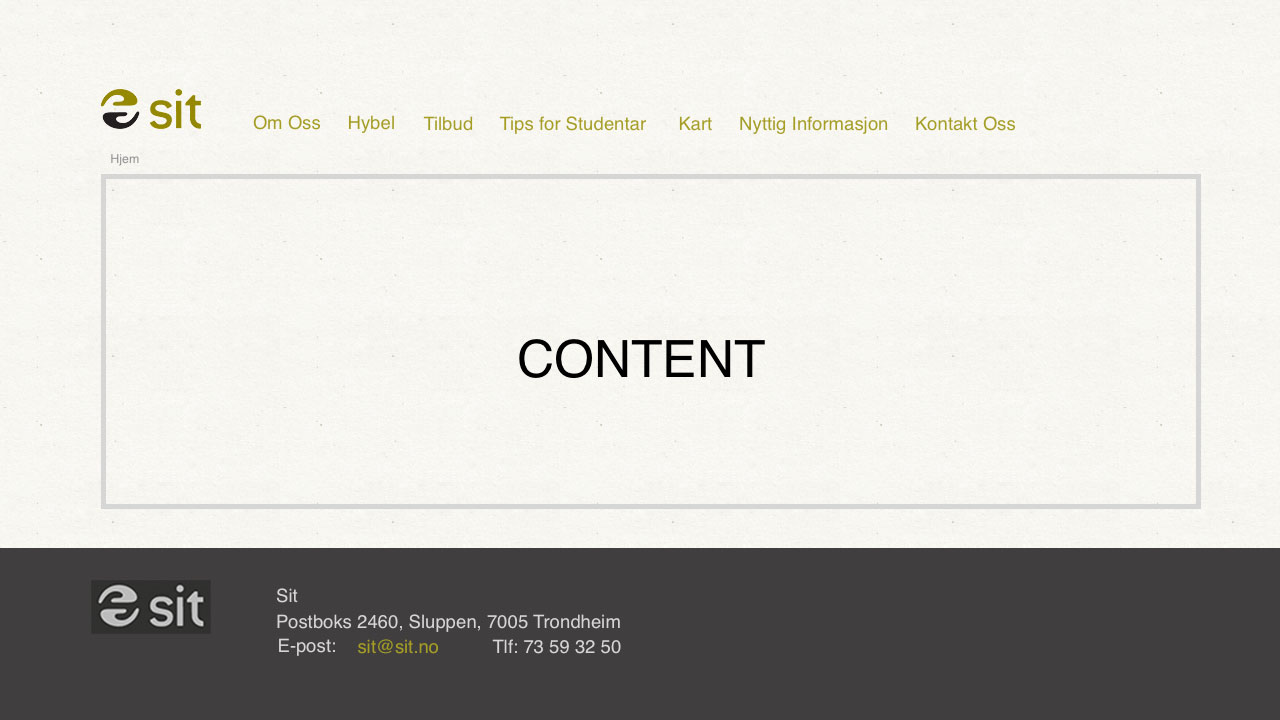 sit
Om Oss Hybel Tilbud Tips for Studentar Kart Nyttig Informasjon Kontakt Oss
Hjem
CONTENT
sit
Sit
Postboks 2460, Sluppen, 7005 Trondheim
E-post: sit@sit.no Tlf: 73 59 32 50